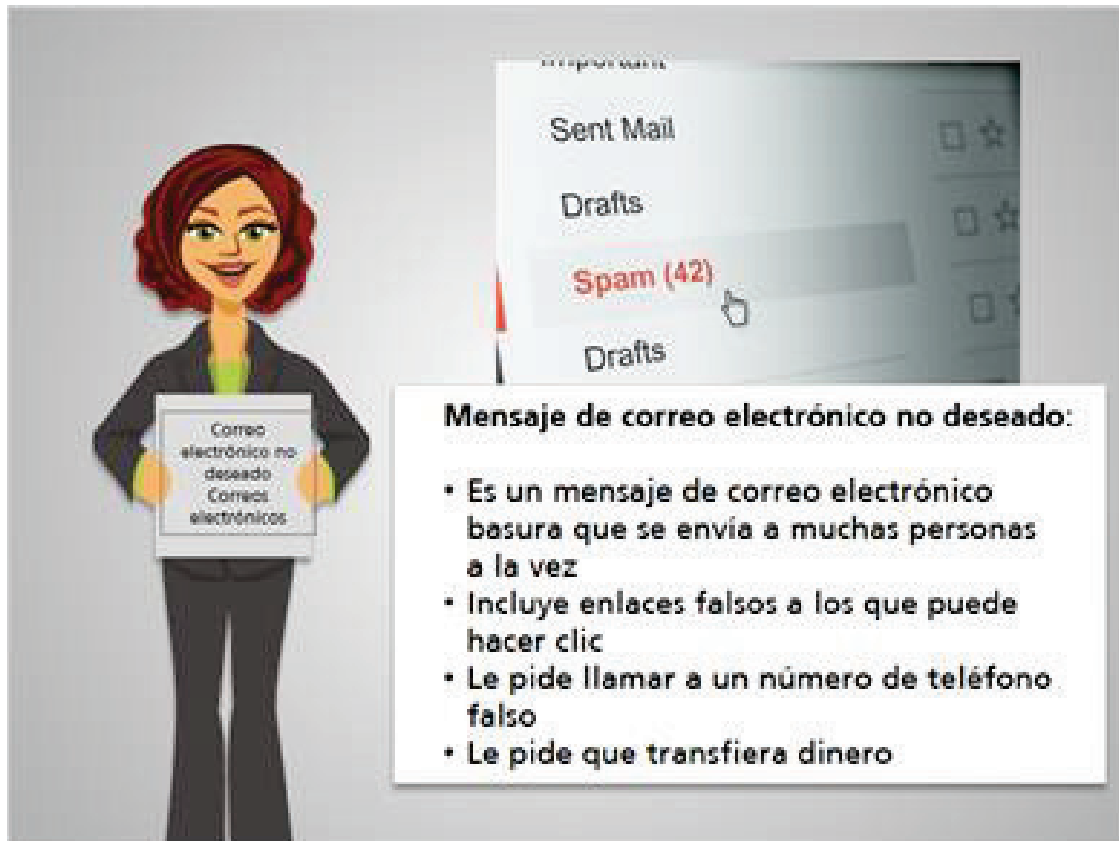 Important
Sent Mail
Drafts
Spam (42)
Drafts
Correo
electrónico no
deseado
Correos
electrónicos
Mensaje de correo electrónico no deseado:
• Es un mensaje de correo electrónico
basura que se envía a muchas personas
a la vez
• Incluye enlaces falsos a los que puede
hacer clic
• Le pide llamar a un número de teléfono
falso
• Le pide que transfiera dinero